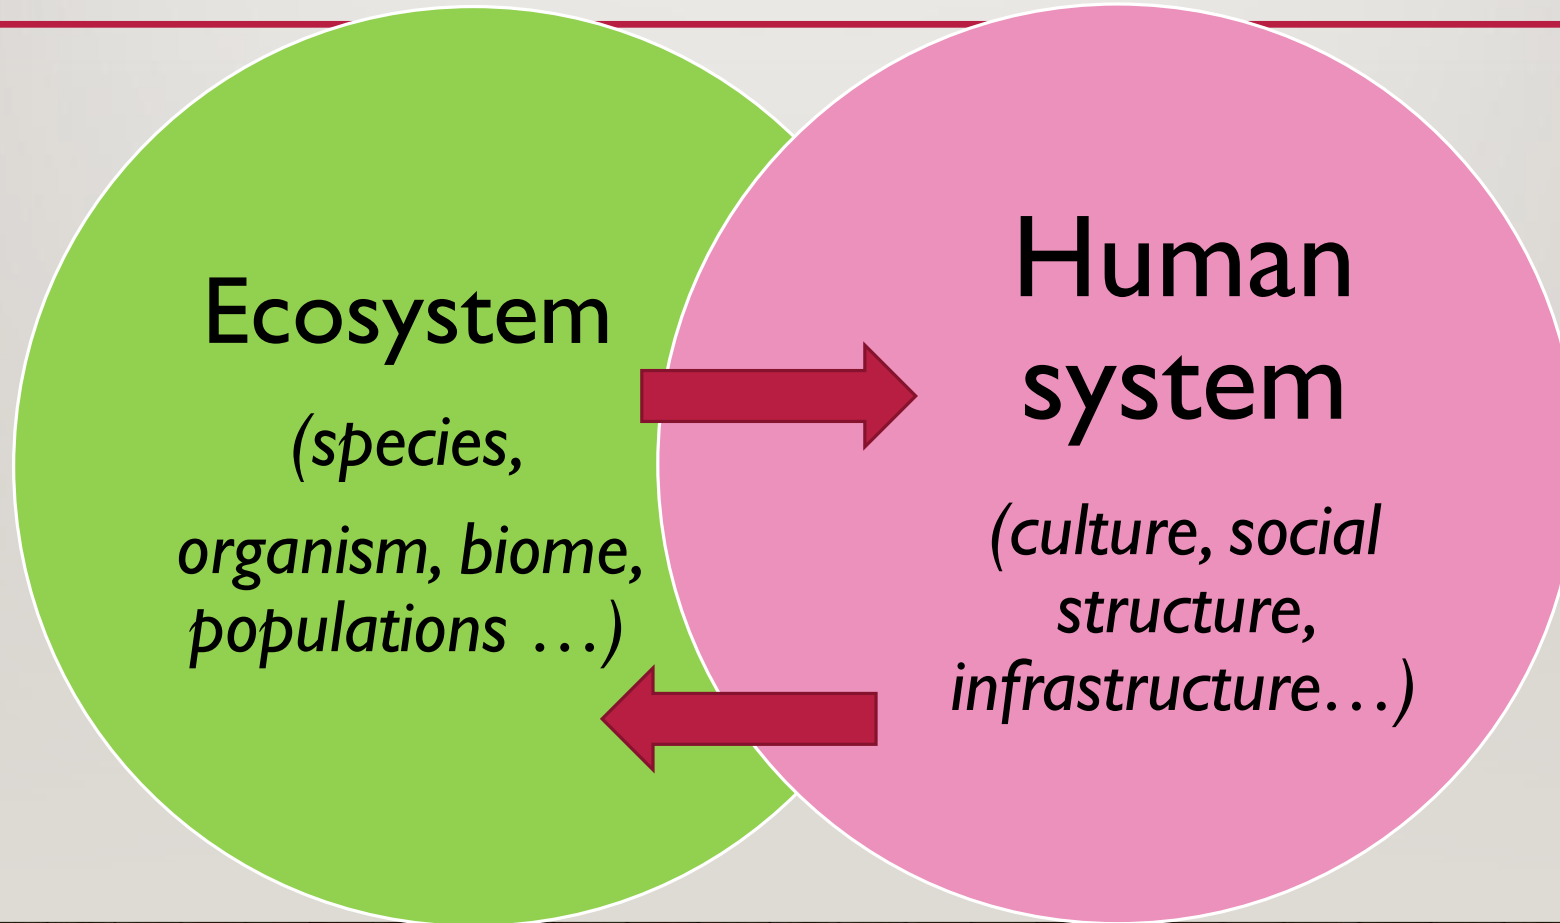 Ecosystem
(species,
organism, biome,
populations …)
Human
system
(culture, social
structure,
infrastructure…)